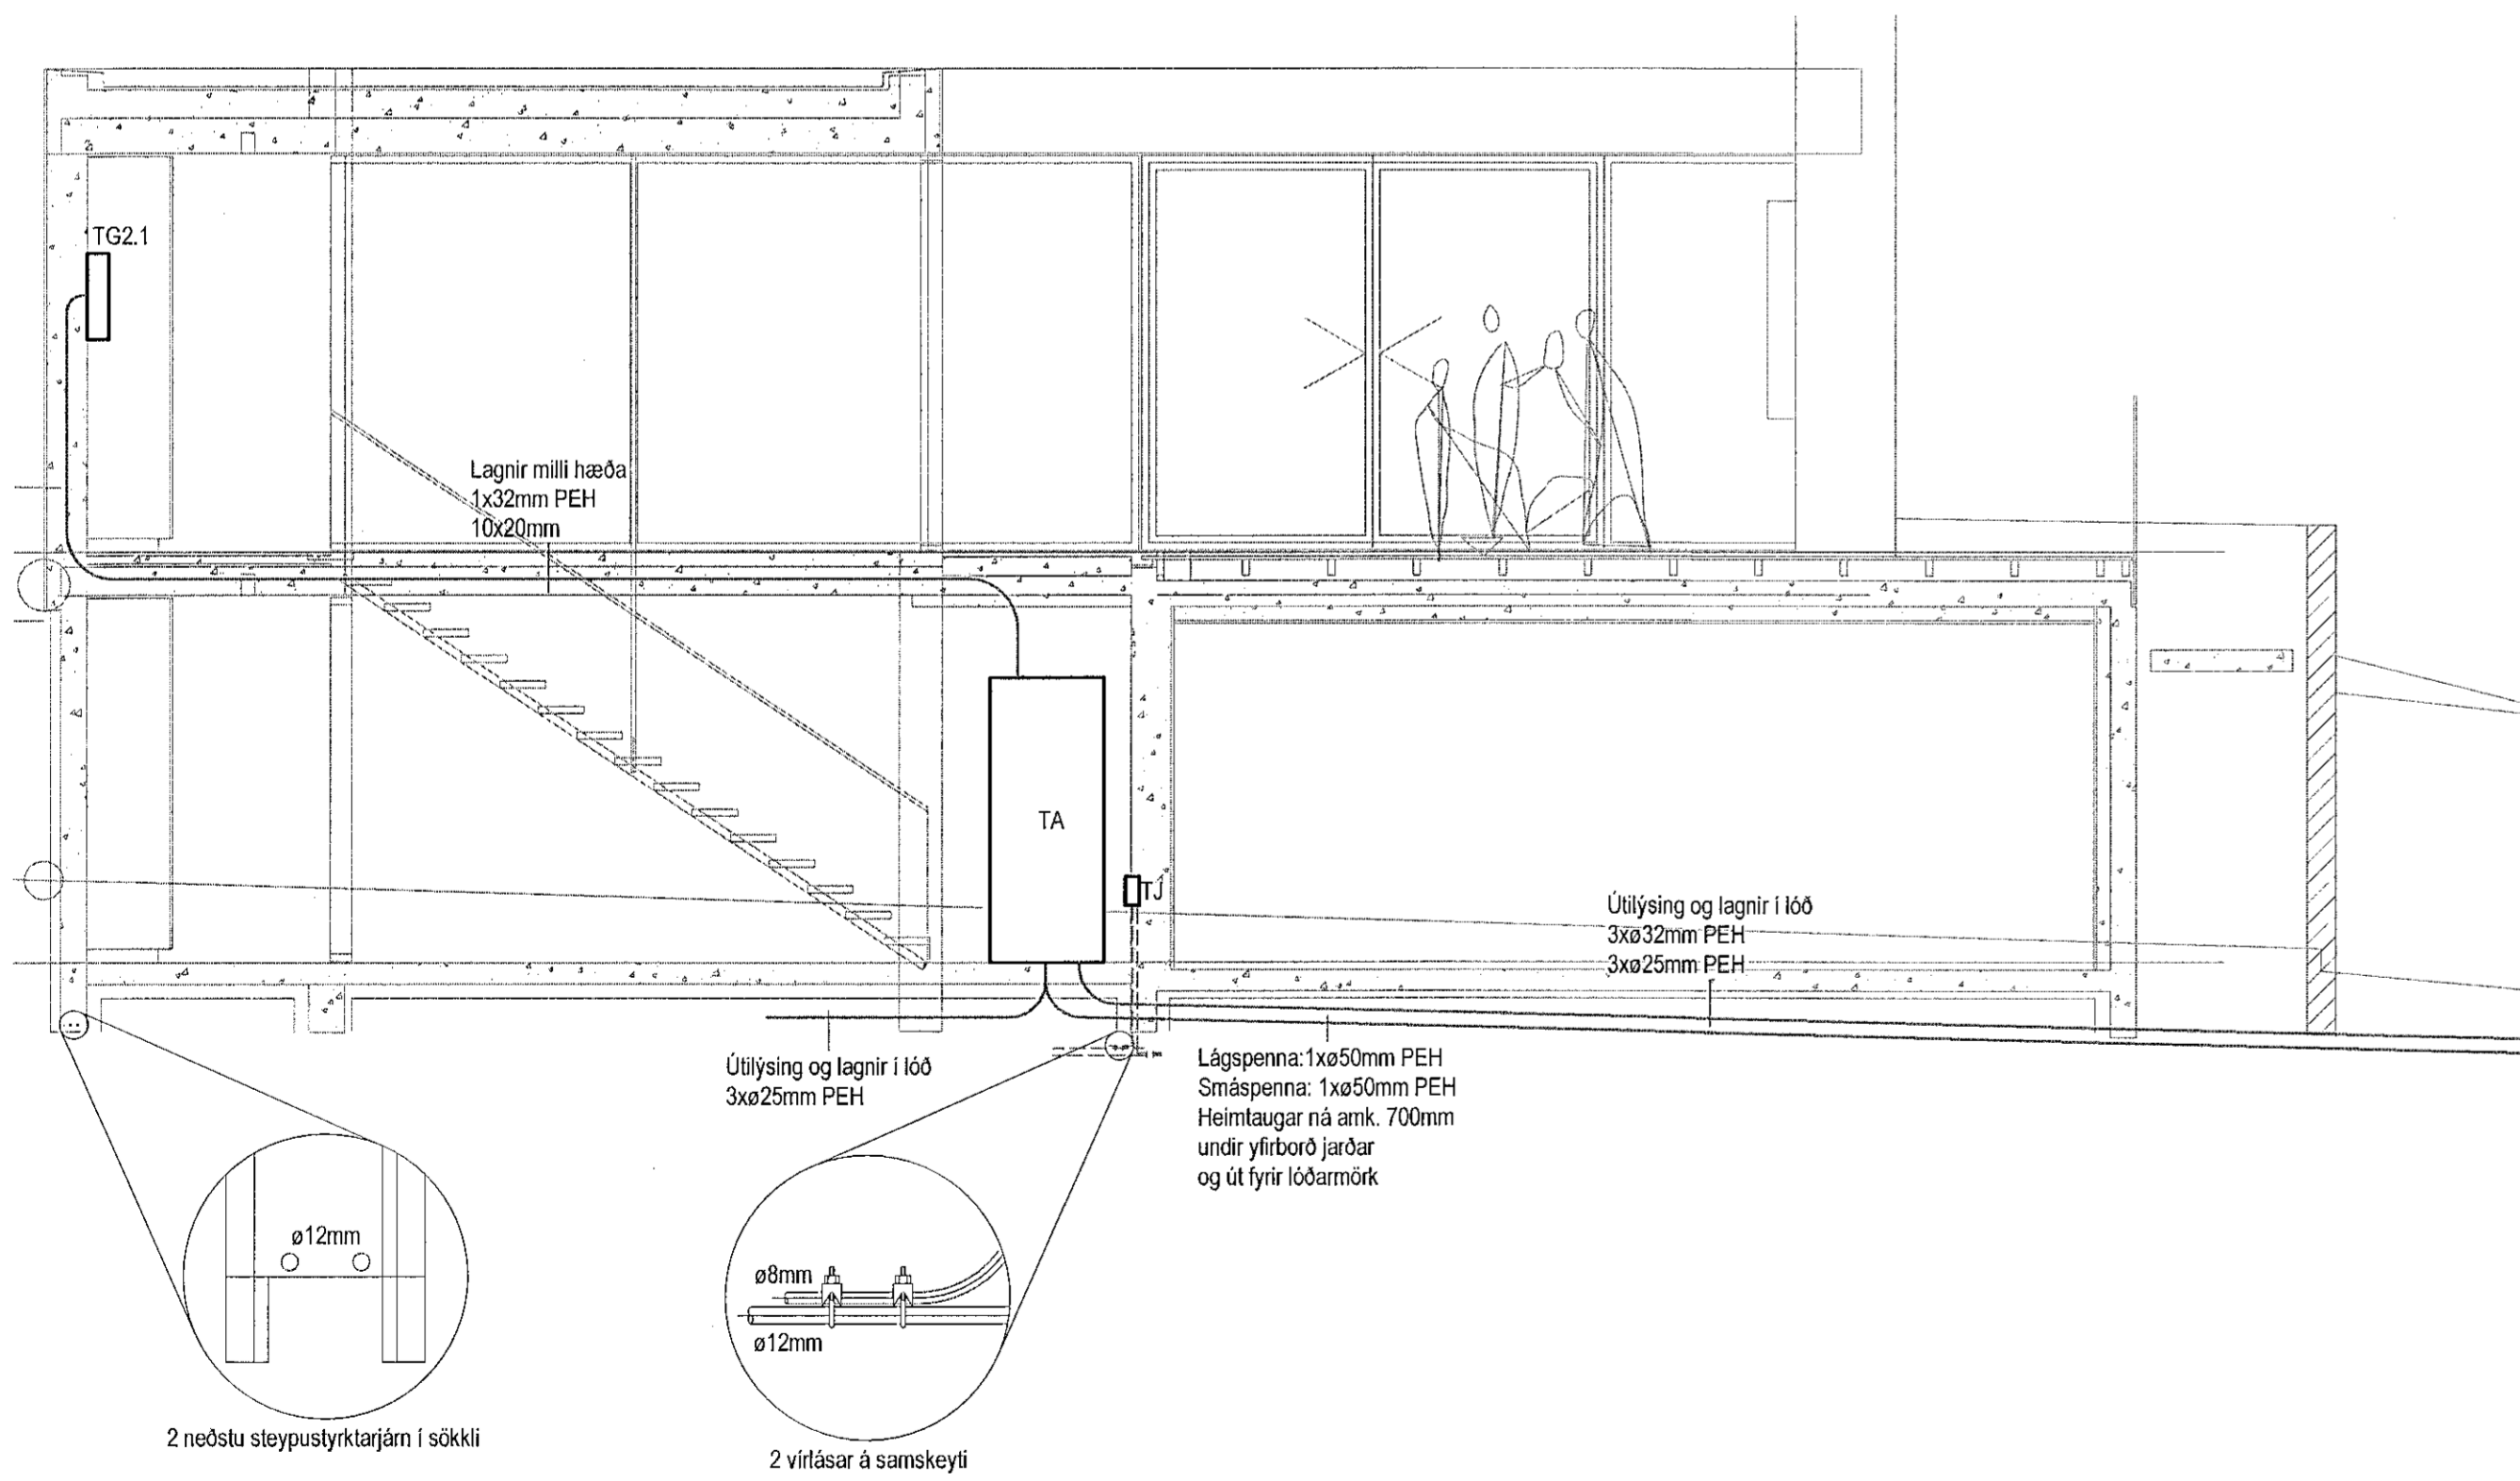 TG2.1
Lagnir milli hæða
1x32mm PEH
10x20mm
TA
TJ
Útilýsing og lagnir í lóð
3xø32mm PEH
3xø25mm PEH
Útilýsing og lagnir í lóð
3xø25mm PEH
Lágspenna:1xø50mm PEH
Smáspenna: 1xø50mm PEH
Heimtaugar ná amk. 700mm
undir yfirborð jarðar
og út fyrir lóðarmörk
ø12mm
2 neðstu steypustyrktarjárn í sökkli
ø8mm
ø12mm
2 vírlásar á samskeyti